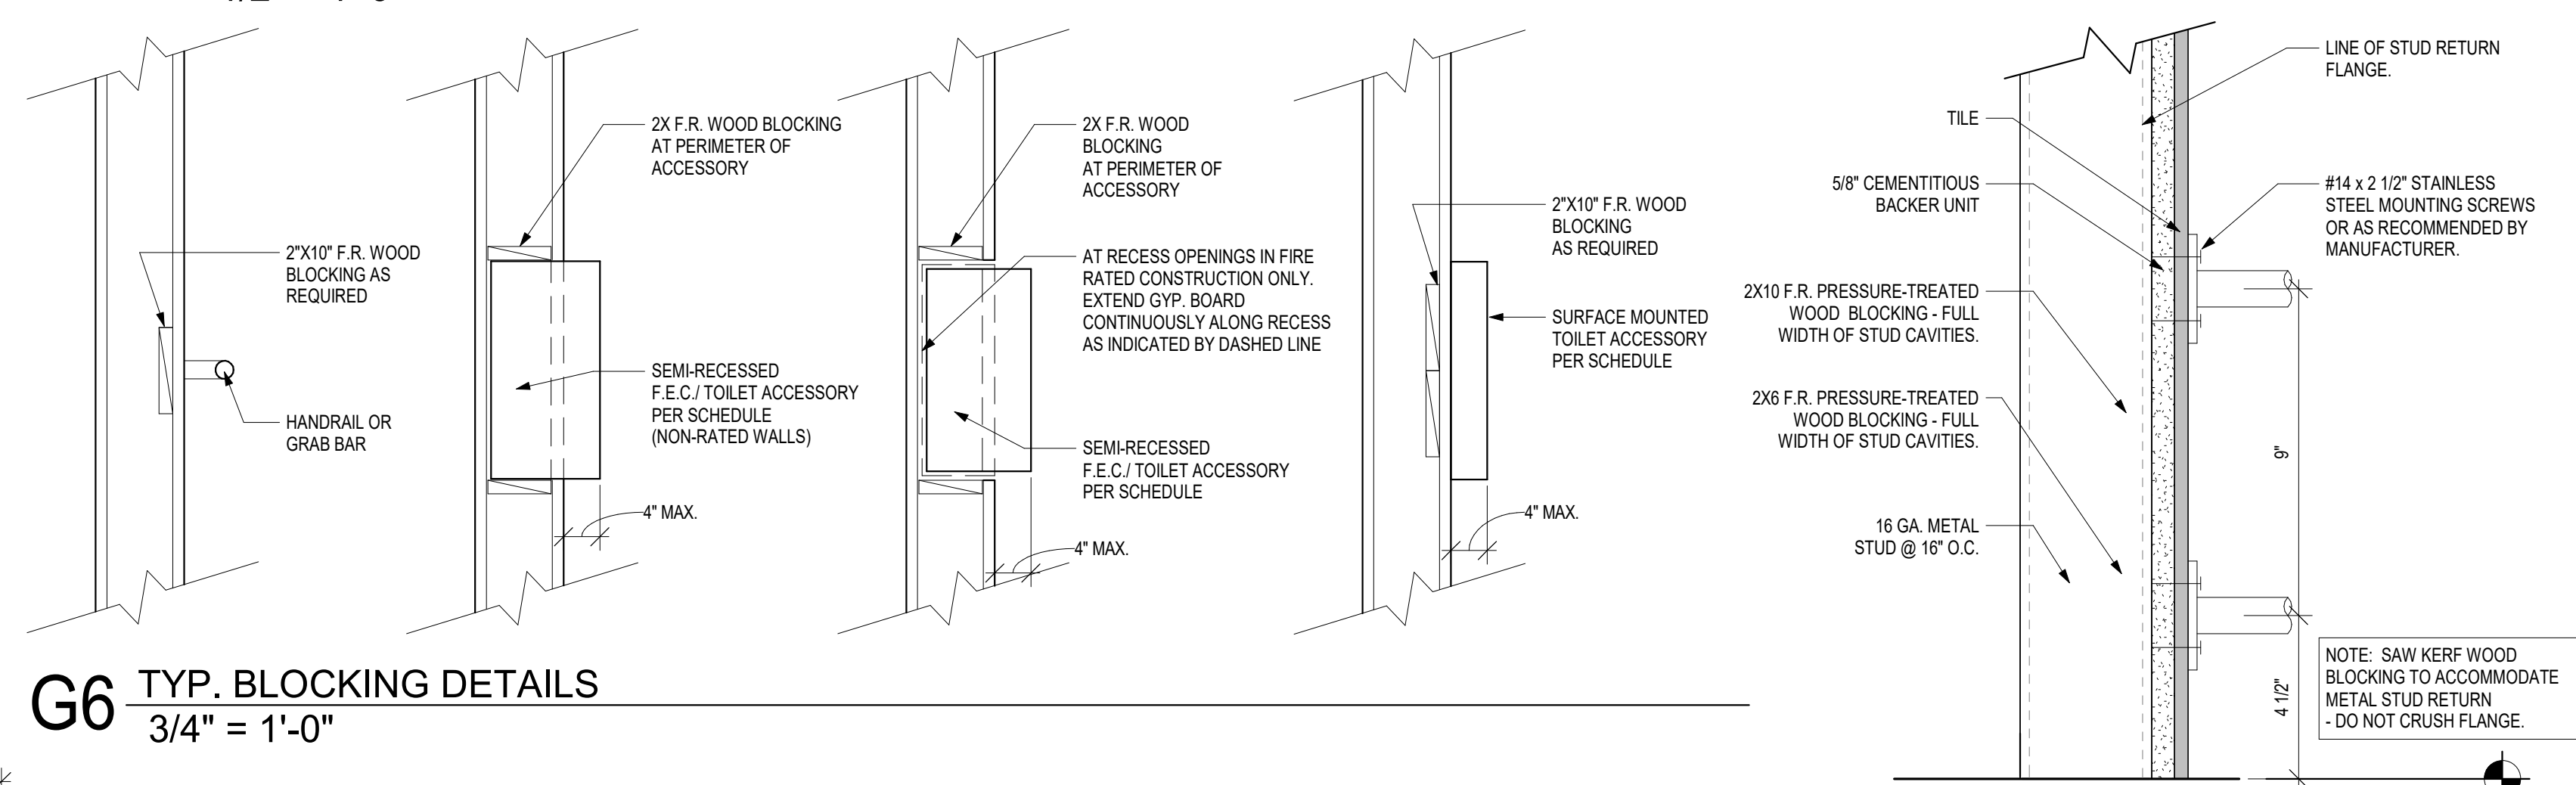 2"X10" F.R. WOOD
BLOCKING AS
REQUIRED
HANDRAIL OR
GRAB BAR
2X F.R. WOOD BLOCKING
AT PERIMETER OF
ACCESSORY
SEMI-RECESSED
F.E.C./ TOILET ACCESSORY
PER SCHEDULE
(NON-RATED WALLS)
4" MAX.
2X F.R. WOOD
BLOCKING
AT PERIMETER OF
ACCESSORY
AT RECESS OPENINGS IN FIRE
RATED CONSTRUCTION ONLY.
EXTEND GYP. BOARD
CONTINUOUSLY ALONG RECESS
AS INDICATED BY DASHED LINE
SEMI-RECESSED
F.E.C./ TOILET ACCESSORY
PER SCHEDULE
4" MAX.
2"X10" F.R. WOOD
BLOCKING
AS REQUIRED
SURFACE MOUNTED
TOILET ACCESSORY
PER SCHEDULE
4" MAX.
G6 TYP. BLOCKING DETAILS
3/4" = 1'-0"
TILE
5/8" CEMENTITIOUS
BACKER UNIT
2X10 F.R. PRESSURE-TREATED
WOOD BLOCKING - FULL
WIDTH OF STUD CAVITIES.
2X6 F.R. PRESSURE-TREATED
WOOD BLOCKING - FULL
WIDTH OF STUD CAVITIES.
16 GA. METAL
STUD @ 16" O.C.
LINE OF STUD RETURN
FLANGE.
#14 x 2 1/2" STAINLESS
STEEL MOUNTING SCREWS
OR AS RECOMMENDED BY
MANUFACTURER.
9"
4 1/2"
NOTE: SAW KERF WOOD
BLOCKING TO ACCOMMODATE
METAL STUD RETURN
- DO NOT CRUSH FLANGE.